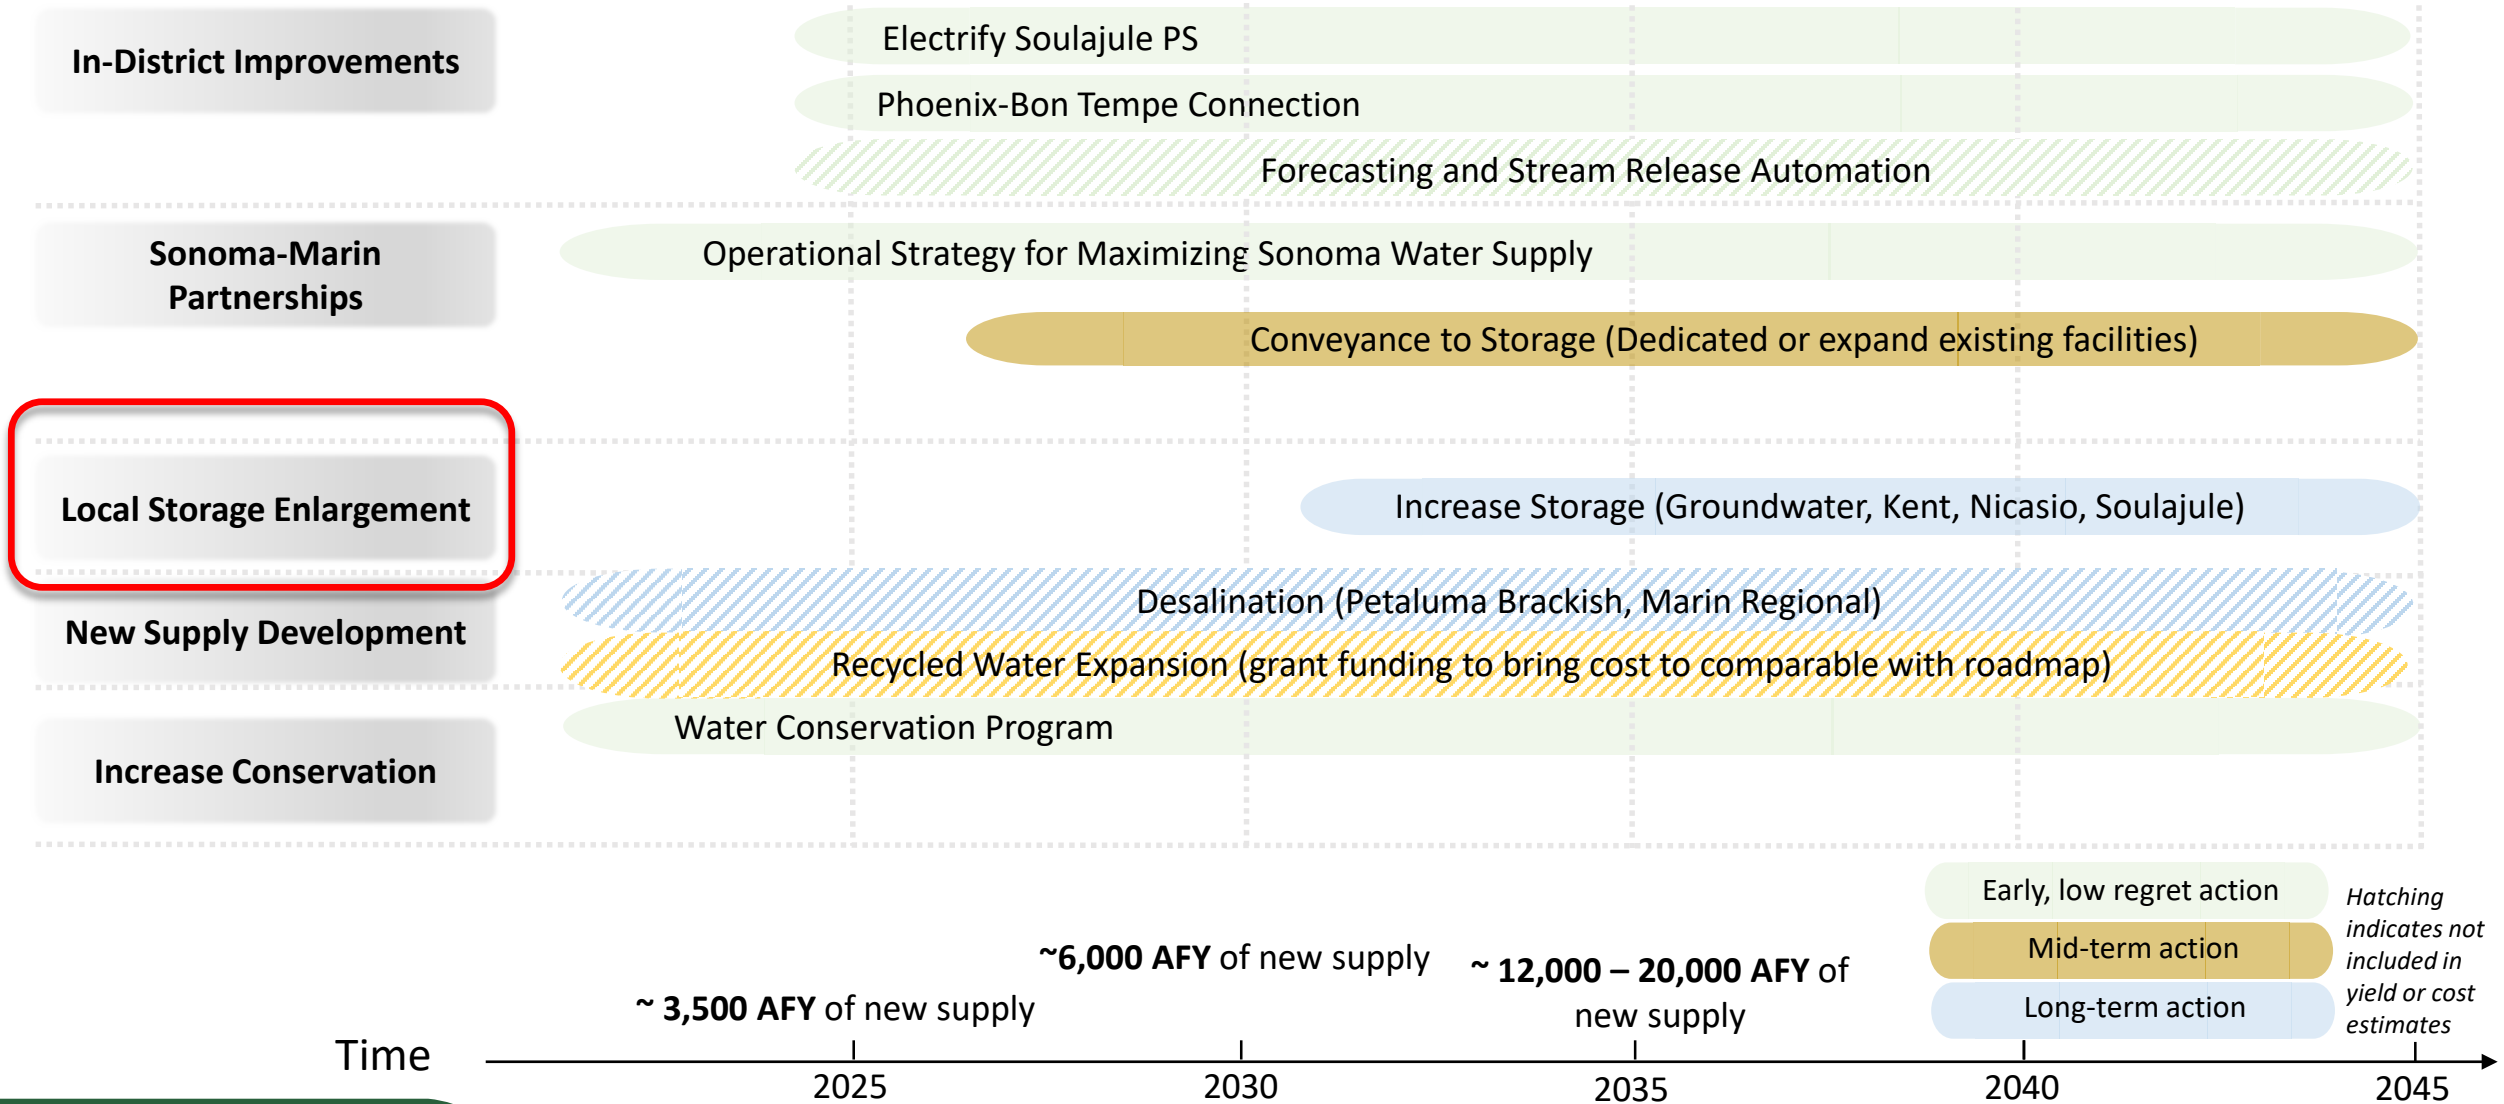 In-District Improvements
Electrify Soulajule PS
Phoenix-Bon Tempe Connection
Forecasting and Stream Release Automation
Sonoma-Marin
Partnerships
Operational Strategy for Maximizing Sonoma Water Supply
Conveyance to Storage (Dedicated or expand existing facilities)
Local Storage Enlargement
Increase Storage (Groundwater, Kent, Nicasio, Soulajule)
New Supply Development
Desalination (Petaluma Brackish, Marin Regional)
Recycled Water Expansion (grant funding to bring cost to comparable with roadmap)
Increase Conservation
Water Conservation Program
~ 3,500 AFY of new supply
~6,000 AFY of new supply
~ 12,000 – 20,000 AFY of
new supply
Early, low regret action
Mid-term action
Long-term action
Hatching
indicates not
included in
yield or cost
estimates
Time
2025
2030
2035
2040
2045